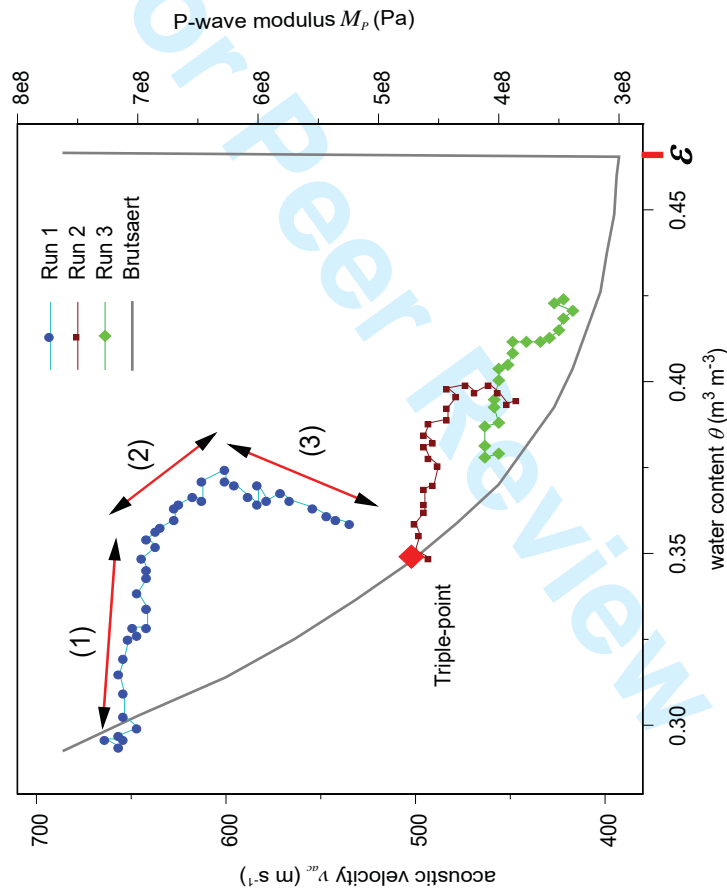 P-wave modulus M_P (Pa)
8e8
7e8
6e8
5e8
4e8
3e8
Run 1
Run 2
Run 3
Brutsaert
(1)
(2)
(3)
Triple-point
700
600
500
400
acoustic velocity v_ac (m s⁻¹)
0.30
0.35
0.40
0.45
ε
water content θ (m³ m⁻³)
or Peer Review